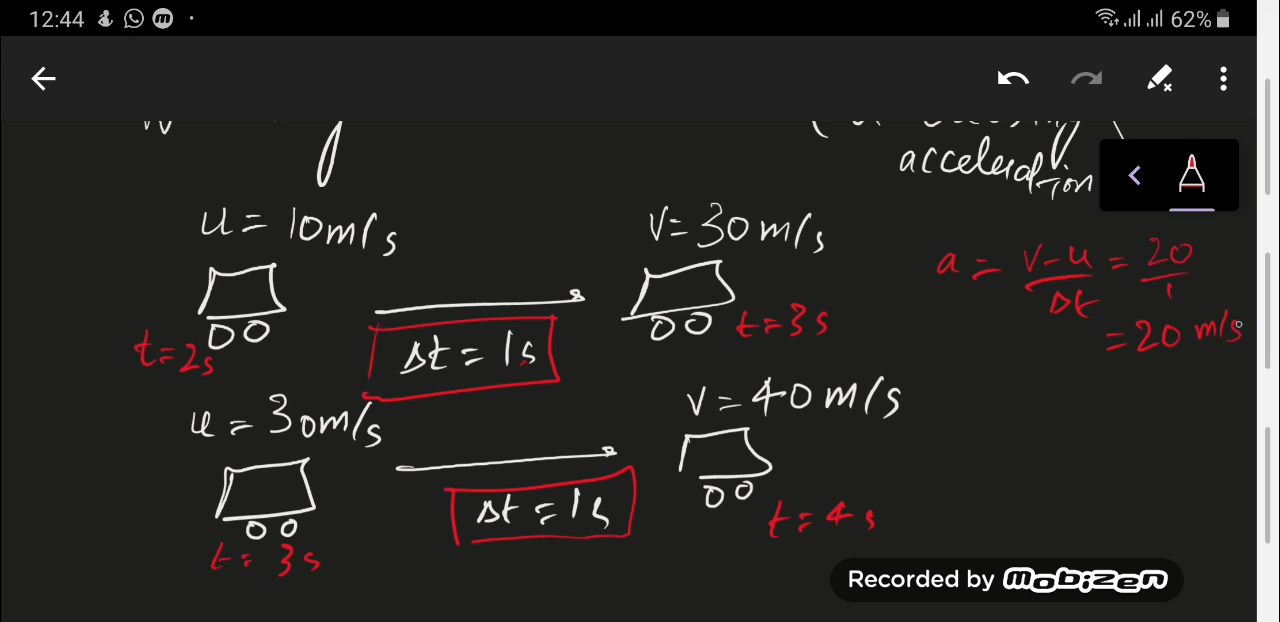 12:44 62%
acceleration
u = 10m/s
v = 30 m/s
a = v-u/Δt = 20/1
= 20 m/s
t = 2s
Δt = 1s
t = 3s
u = 30m/s
v = 40 m/s
Δt = 1s
t = 3s
t = 4s
Recorded by mobizen